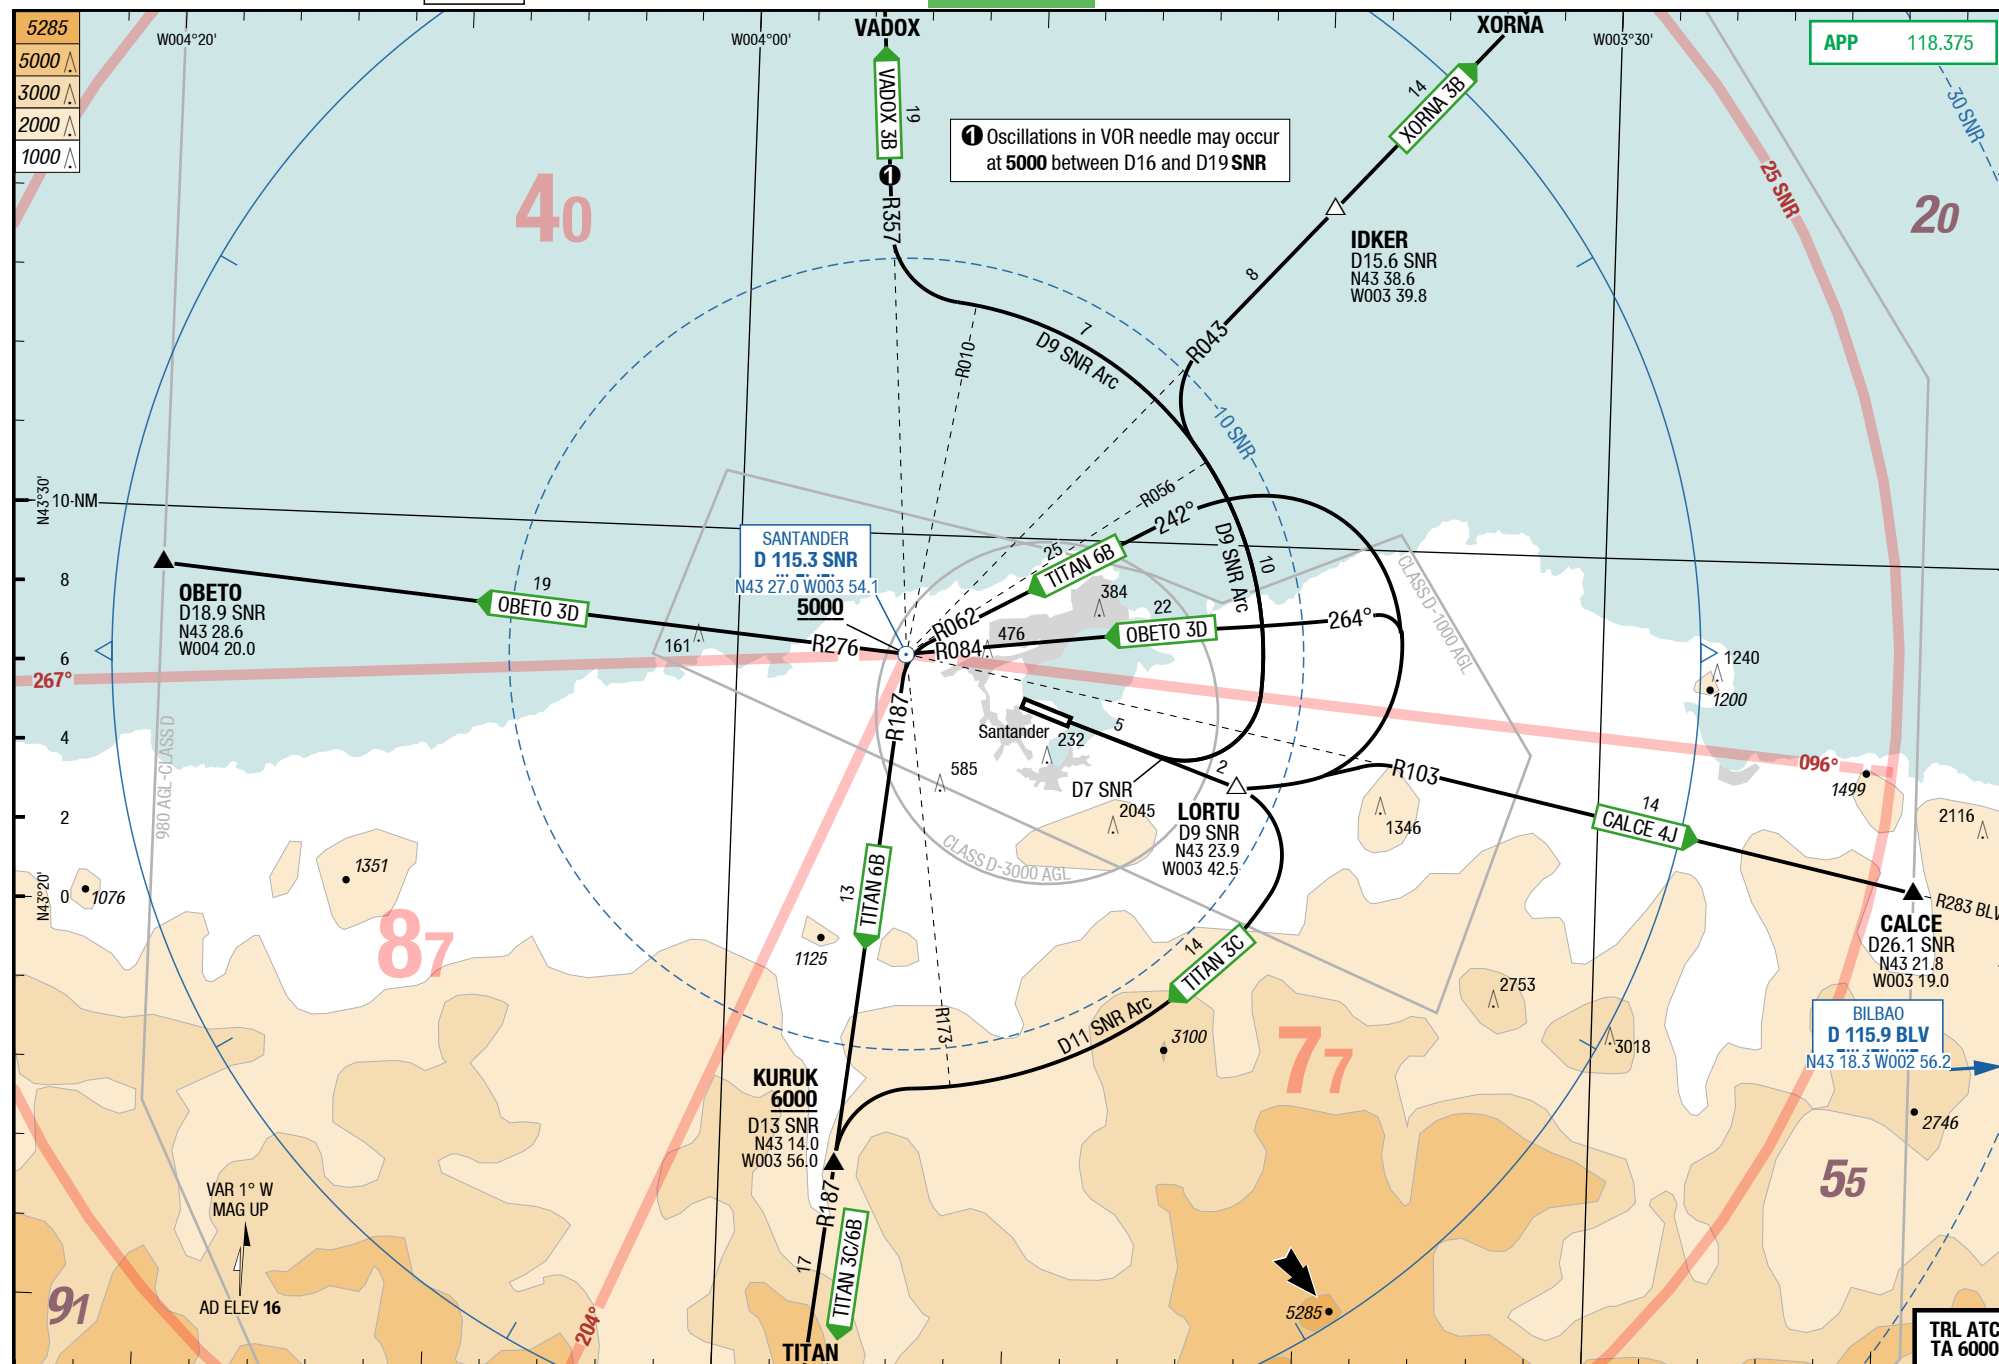 5285
5000
3000
2000
1000
W004°20'
W004°00'
VADOX
XORNA
W003°30'
APP 118.375
30 SNR
25 SNR
VADOX 3B
19
1
R357
1 Oscillations in VOR needle may occur
at 5000 between D16 and D19 SNR
14
XORNA 3B
40
20
IDKER
D15.6 SNR
N43 38.6
W003 39.8
8
R043
7
D9 SNR Arc
R010
10 SNR
R056
N43°30'
10-NM
8
6
4
2
0
N43°20'
SANTANDER
D 115.3 SNR
N43 27.0 W003 54.1
5000
242°
25
TITAN 6B
D9 SNR Arc
10
CLASS D-1000 AGL
OBETO
D18.9 SNR
N43 28.6
W004 20.0
19
OBETO 3D
161
R276
R062
R084
384
476
22
OBETO 3D
264°
267°
1240
1200
980 AGL-CLASS D
R187
Santander
232
5
2
D7 SNR
585
2045
LORTU
D9 SNR
N43 23.9
W003 42.5
CLASS D-3000 AGL
R103
1346
14
CALCE 4J
096°
1499
2116
R283 BLV
CALCE
D26.1 SNR
N43 21.8
W003 19.0
1351
1076
87
1125
13
TITAN 6B
14
TITAN 3C
D11 SNR Arc
R173
3100
77
2753
3018
BILBAO
D 115.9 BLV
N43 18.3 W002 56.2
2746
55
KURUK
6000
D13 SNR
N43 14.0
W003 56.0
R187
17
TITAN 3C/6B
TITAN
VAR 1° W
MAG UP
AD ELEV 16
91
204°
5285
TRL ATC
TA 6000